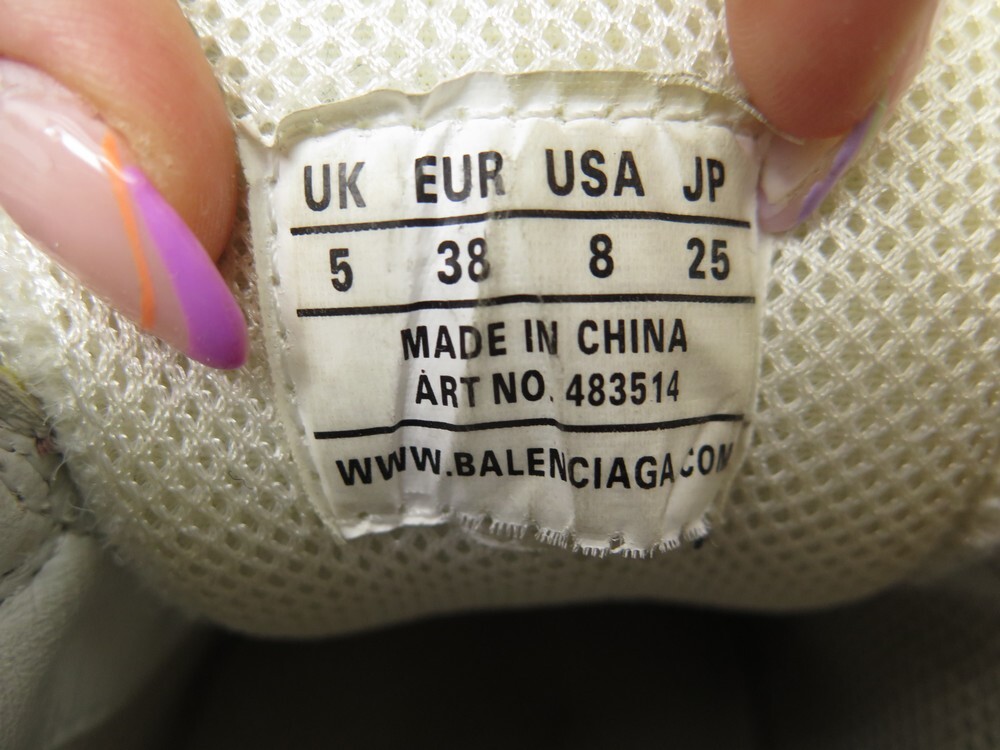 UK EUR USA JP
5 38 8 25
MADE IN CHINA
ART NO. 483514
WWW.BALENCIAGA.COM